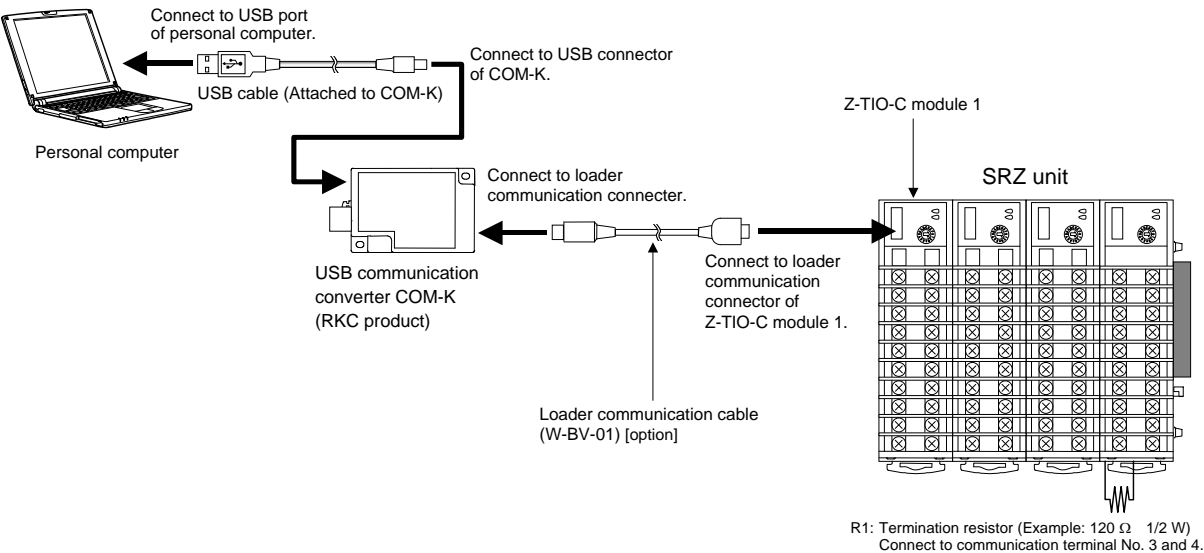 Connect to USB port
of personal computer.
Connect to USB connector
of COM-K.
USB cable (Attached to COM-K)
Personal computer
Z-TIO-C module 1
SRZ unit
Connect to loader
communication connecter.
USB communication
converter COM-K
(RKC product)
Connect to loader
communication
connector of
Z-TIO-C module 1.
Loader communication cable
(W-BV-01) [option]
R1: Termination resistor (Example: 120 Ω 1/2 W)
Connect to communication terminal No. 3 and 4.